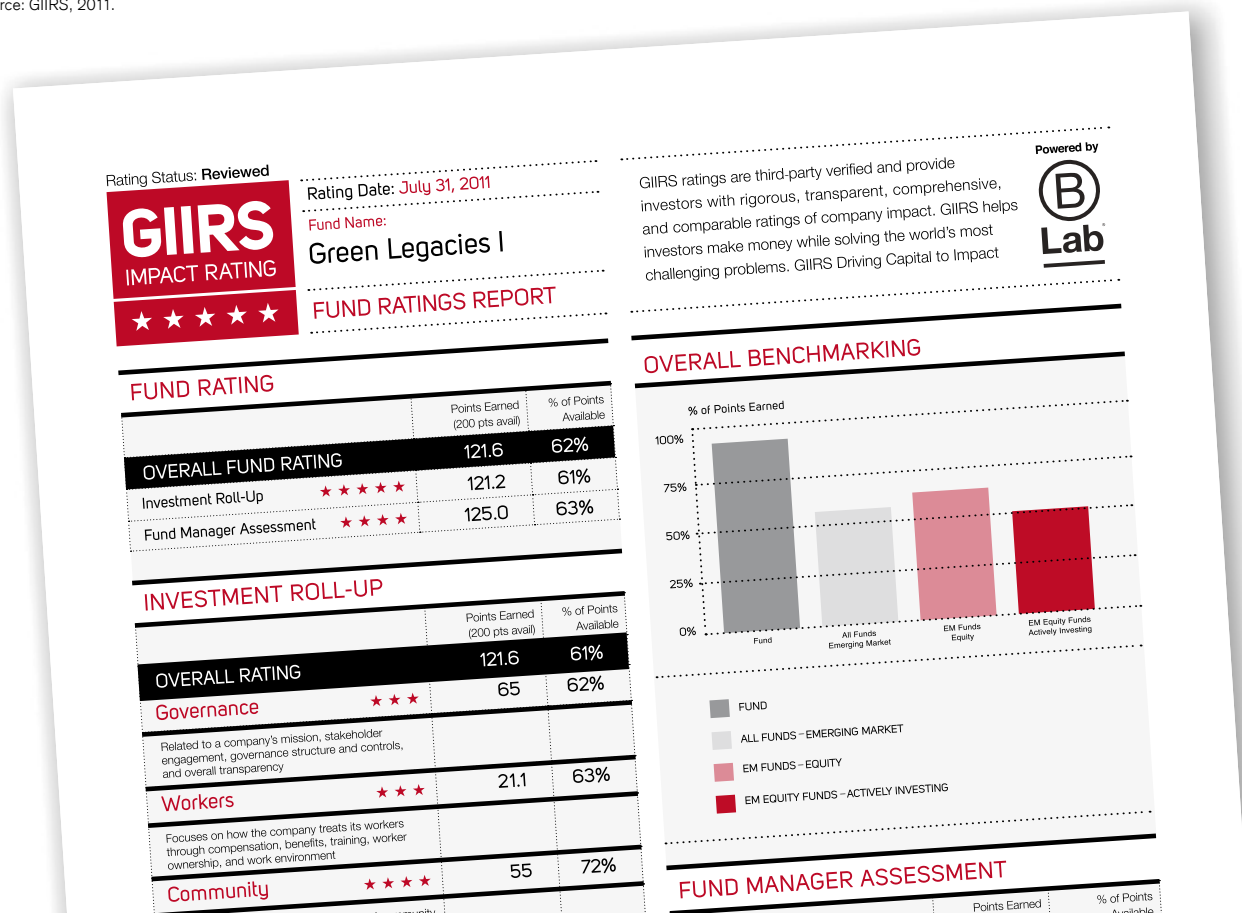 rce: GIIRS, 2011.
Rating Status: Reviewed
GIIRS
IMPACT RATING
Rating Date: July 31, 2011
Fund Name:
Green Legacies I
FUND RATINGS REPORT
GIIRS ratings are third-party verified and provide
investors with rigorous, transparent, comprehensive,
and comparable ratings of company impact. GIIRS helps
investors make money while solving the world's most
challenging problems. GIIRS Driving Capital to Impact
Powered by
B
Lab
FUND RATING
Points Earned
(200 pts avail)
% of Points
Available
OVERALL FUND RATING 121.6 62%
Investment Roll-Up ★ ★ ★ ★ ★ 121.2 61%
Fund Manager Assessment ★ ★ ★ ★ 125.0 63%
INVESTMENT ROLL-UP
Points Earned
(200 pts avail)
% of Points
Available
OVERALL RATING 121.6 61%
Governance ★ ★ ★ 65 62%
Related to a company's mission, stakeholder
engagement, governance structure and controls,
and overall transparency
Workers ★ ★ ★ 21.1 63%
Focuses on how the company treats its workers
through compensation, benefits, training, worker
ownership, and work environment
Community ★ ★ ★ ★ 55 72%
OVERALL BENCHMARKING
% of Points Earned
100%
75%
50%
25%
0%
Fund
All Funds
Emerging Market
EM Funds
Equity
EM Equity Funds
Actively Investing
FUND
ALL FUNDS – EMERGING MARKET
EM FUNDS – EQUITY
EM EQUITY FUNDS – ACTIVELY INVESTING
FUND MANAGER ASSESSMENT
Points Earned
% of Points
Available